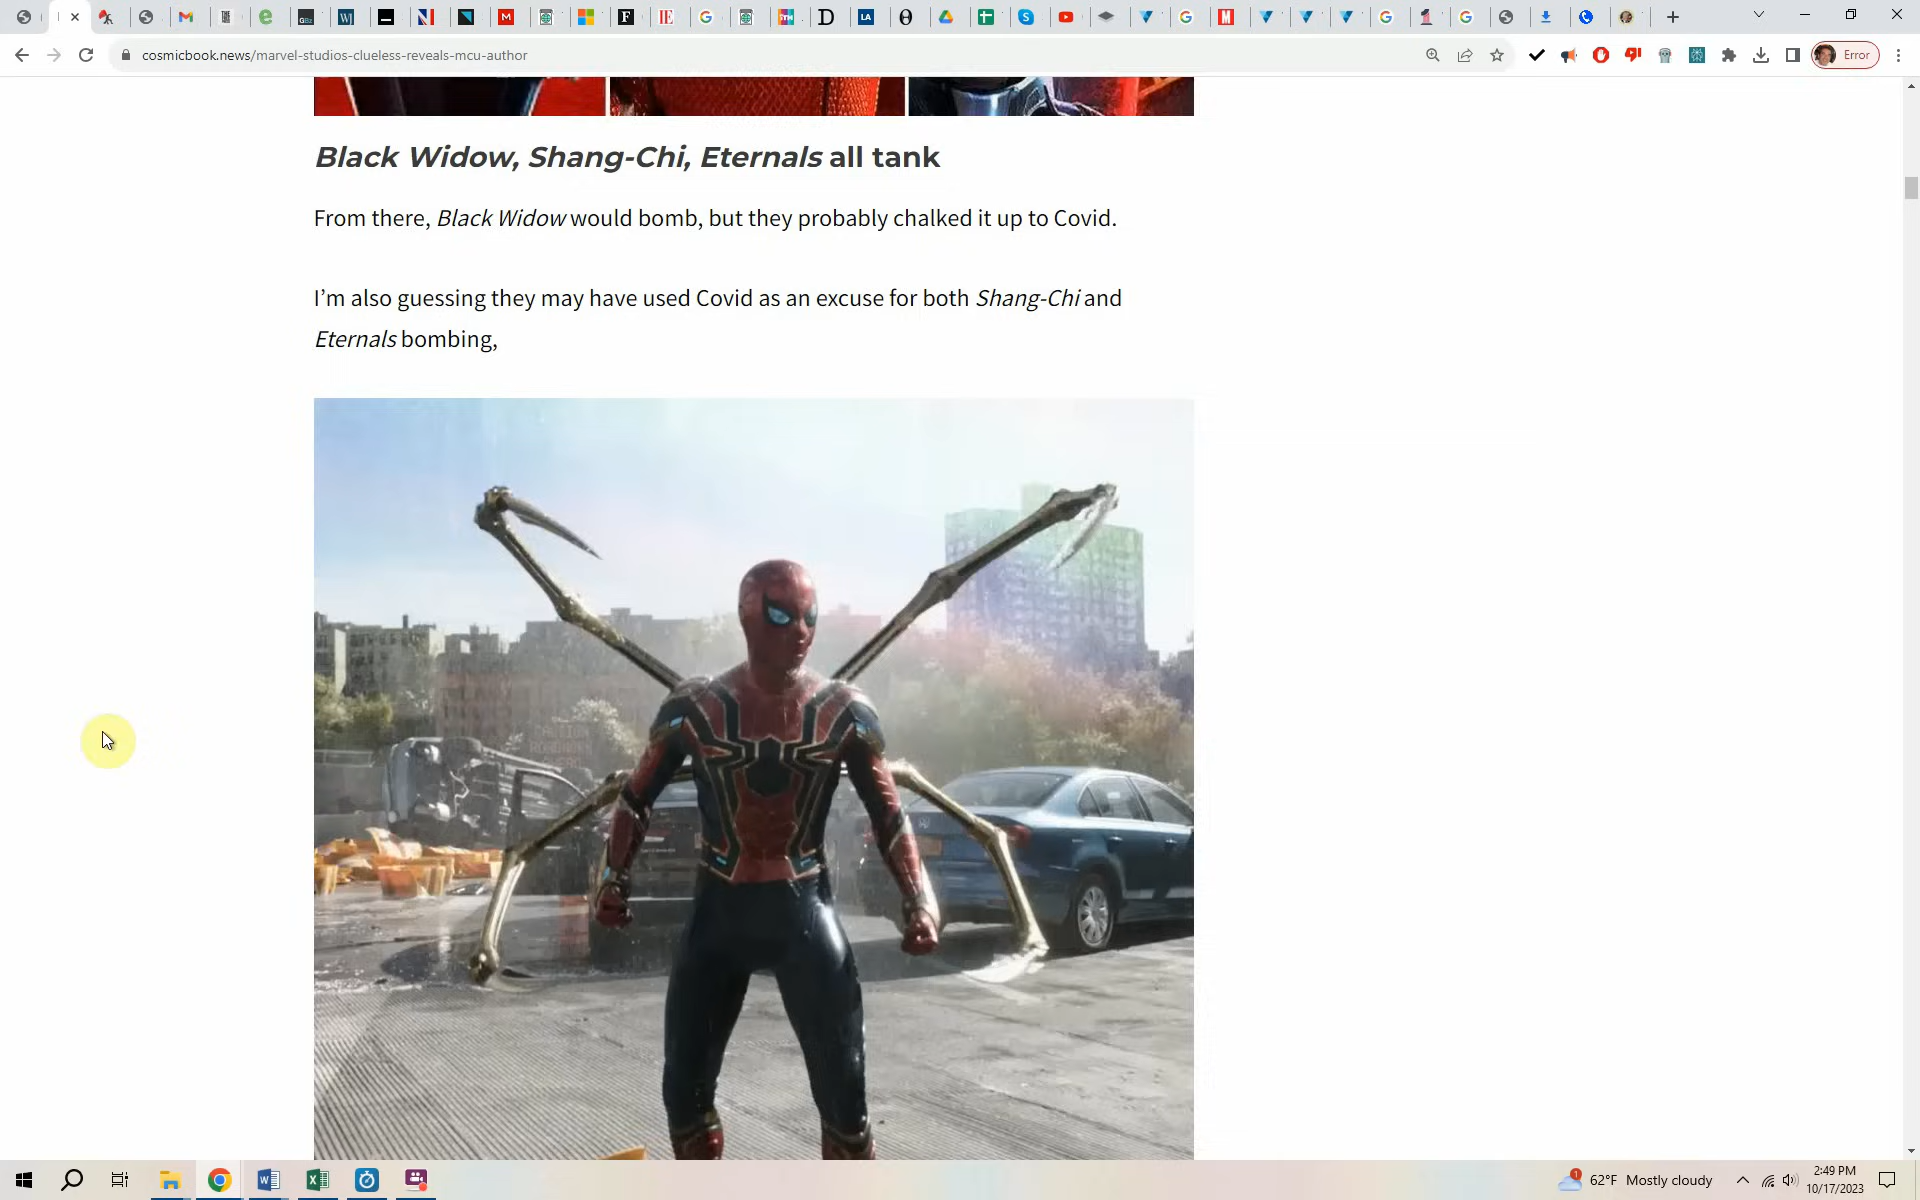 cosmicbook.news/marvel-studios-clueless-reveals-mcu-author
Error
Black Widow, Shang-Chi, Eternals all tank
From there, Black Widow would bomb, but they probably chalked it up to Covid.
I’m also guessing they may have used Covid as an excuse for both Shang-Chi and
Eternals bombing,
62°F Mostly cloudy
2:49 PM
10/17/2023